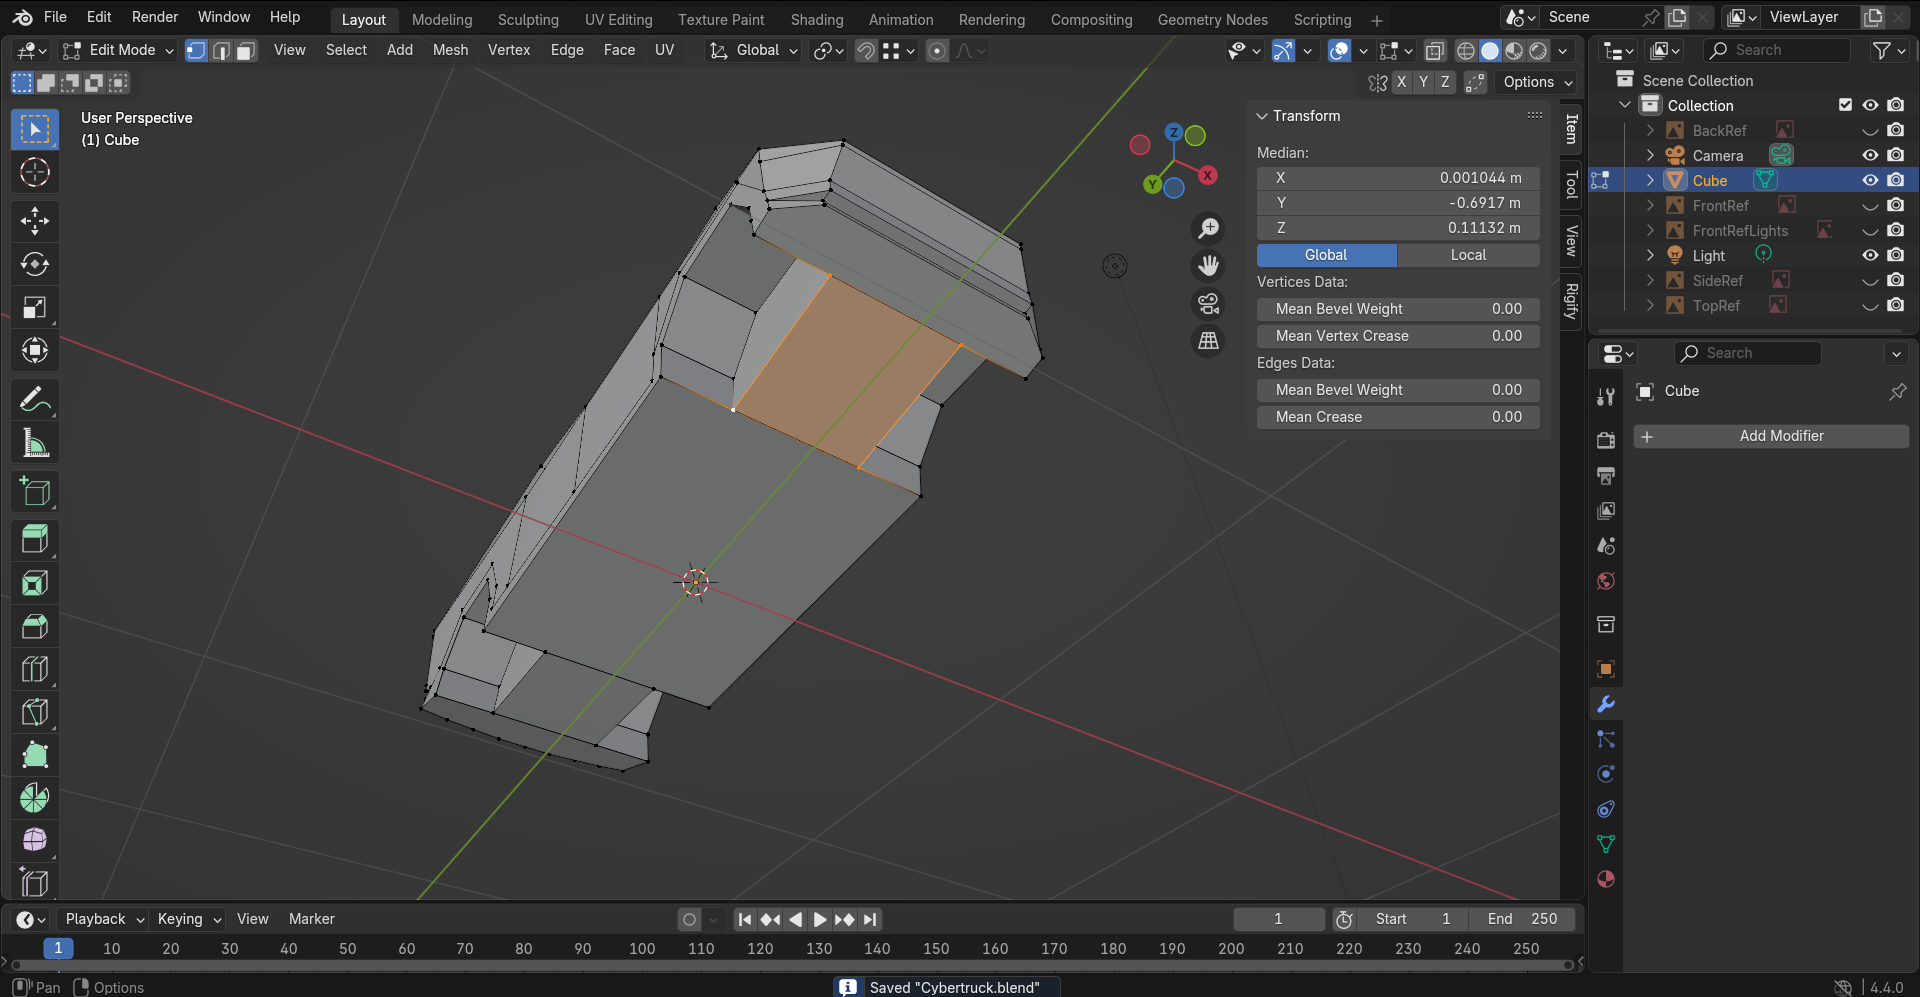 File Edit Render Window Help Layout Modeling Sculpting UV Editing Texture Paint Shading Animation Rendering Compositing Geometry Nodes Scripting + Scene ViewLayer
Edit Mode View Select Add Mesh Vertex Edge Face UV Global Search
X Y Z Options
User Perspective
(1) Cube
Z
Y
X
Transform
Median:
X 0.001044 m
Y -0.6917 m
Z 0.11132 m
Global Local
Vertices Data:
Mean Bevel Weight 0.00
Mean Vertex Crease 0.00
Edges Data:
Mean Bevel Weight 0.00
Mean Crease 0.00
Item
Tool
View
Rigify
Scene Collection
Collection
BackRef
Camera
Cube
FrontRef
FrontRefLights
Light
SideRef
TopRef
Search
Cube
Add Modifier
Playback Keying View Marker 1 Start 1 End 250
1 10 20 30 40 50 60 70 80 90 100 110 120 130 140 150 160 170 180 190 200 210 220 230 240 250
Pan Options Saved "Cybertruck.blend" 4.4.0